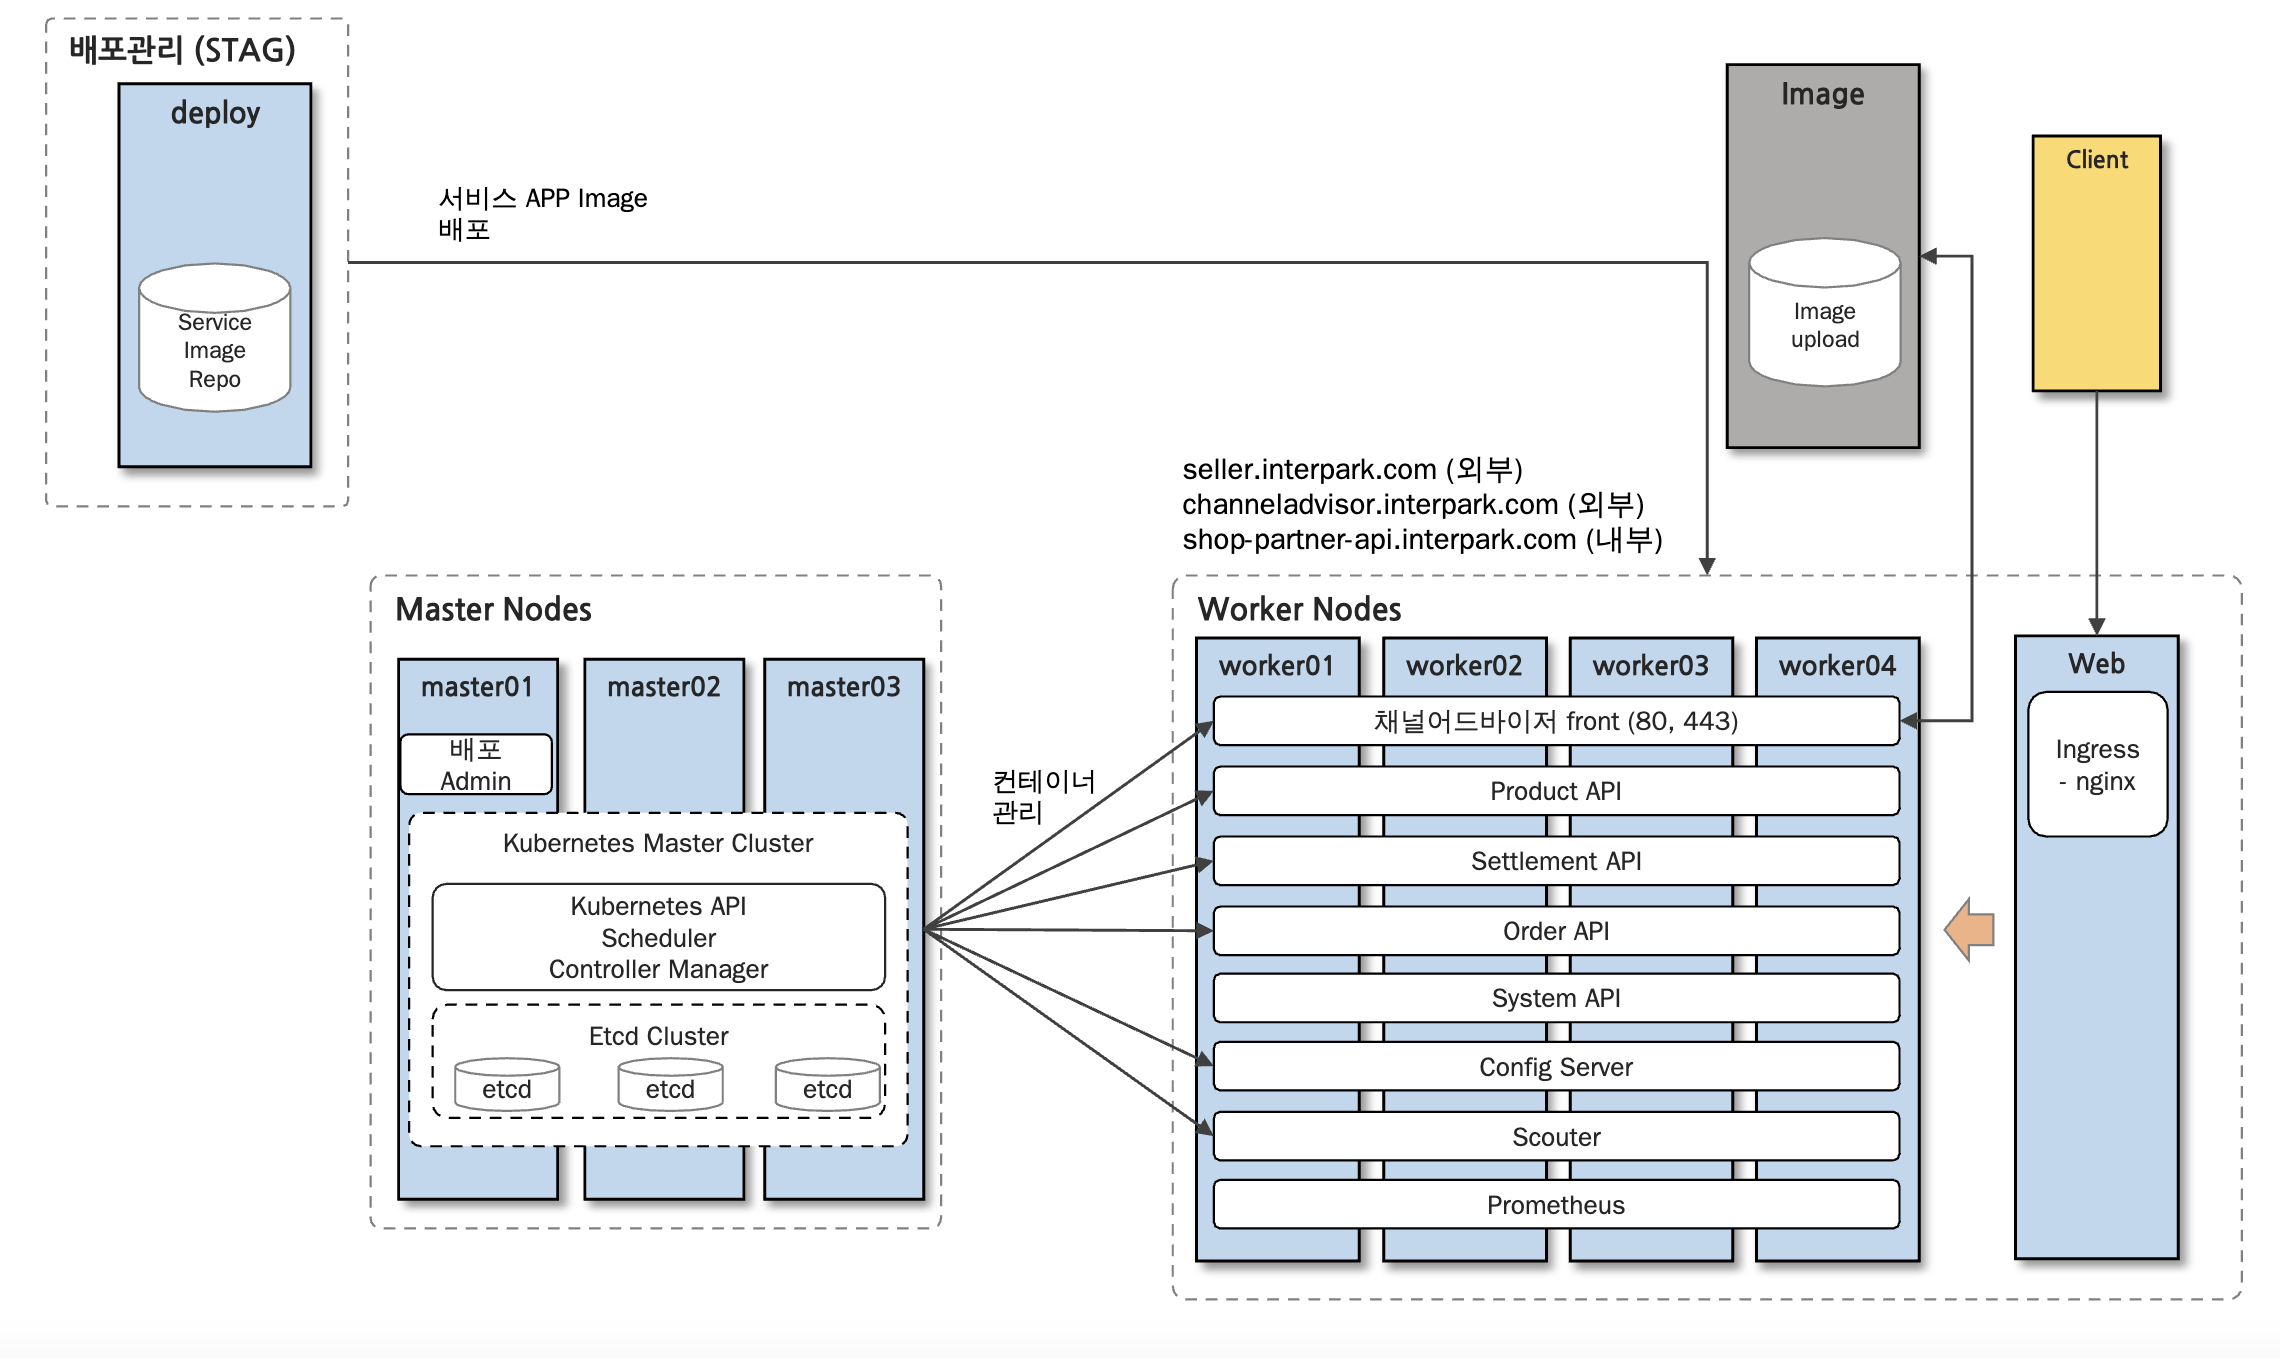 배포관리 (STAG)
deploy
Service
Image
Repo
서비스 APP Image
배포
Image
Image
upload
Client
seller.interpark.com (외부)
channeladvisor.interpark.com (외부)
shop-partner-api.interpark.com (내부)
Master Nodes
master01
master02
master03
배포
Admin
Kubernetes Master Cluster
Kubernetes API
Scheduler
Controller Manager
Etcd Cluster
etcd
etcd
etcd
컨테이너
관리
Worker Nodes
worker01
worker02
worker03
worker04
채널어드바이저 front (80, 443)
Product API
Settlement API
Order API
System API
Config Server
Scouter
Prometheus
Web
Ingress
- nginx